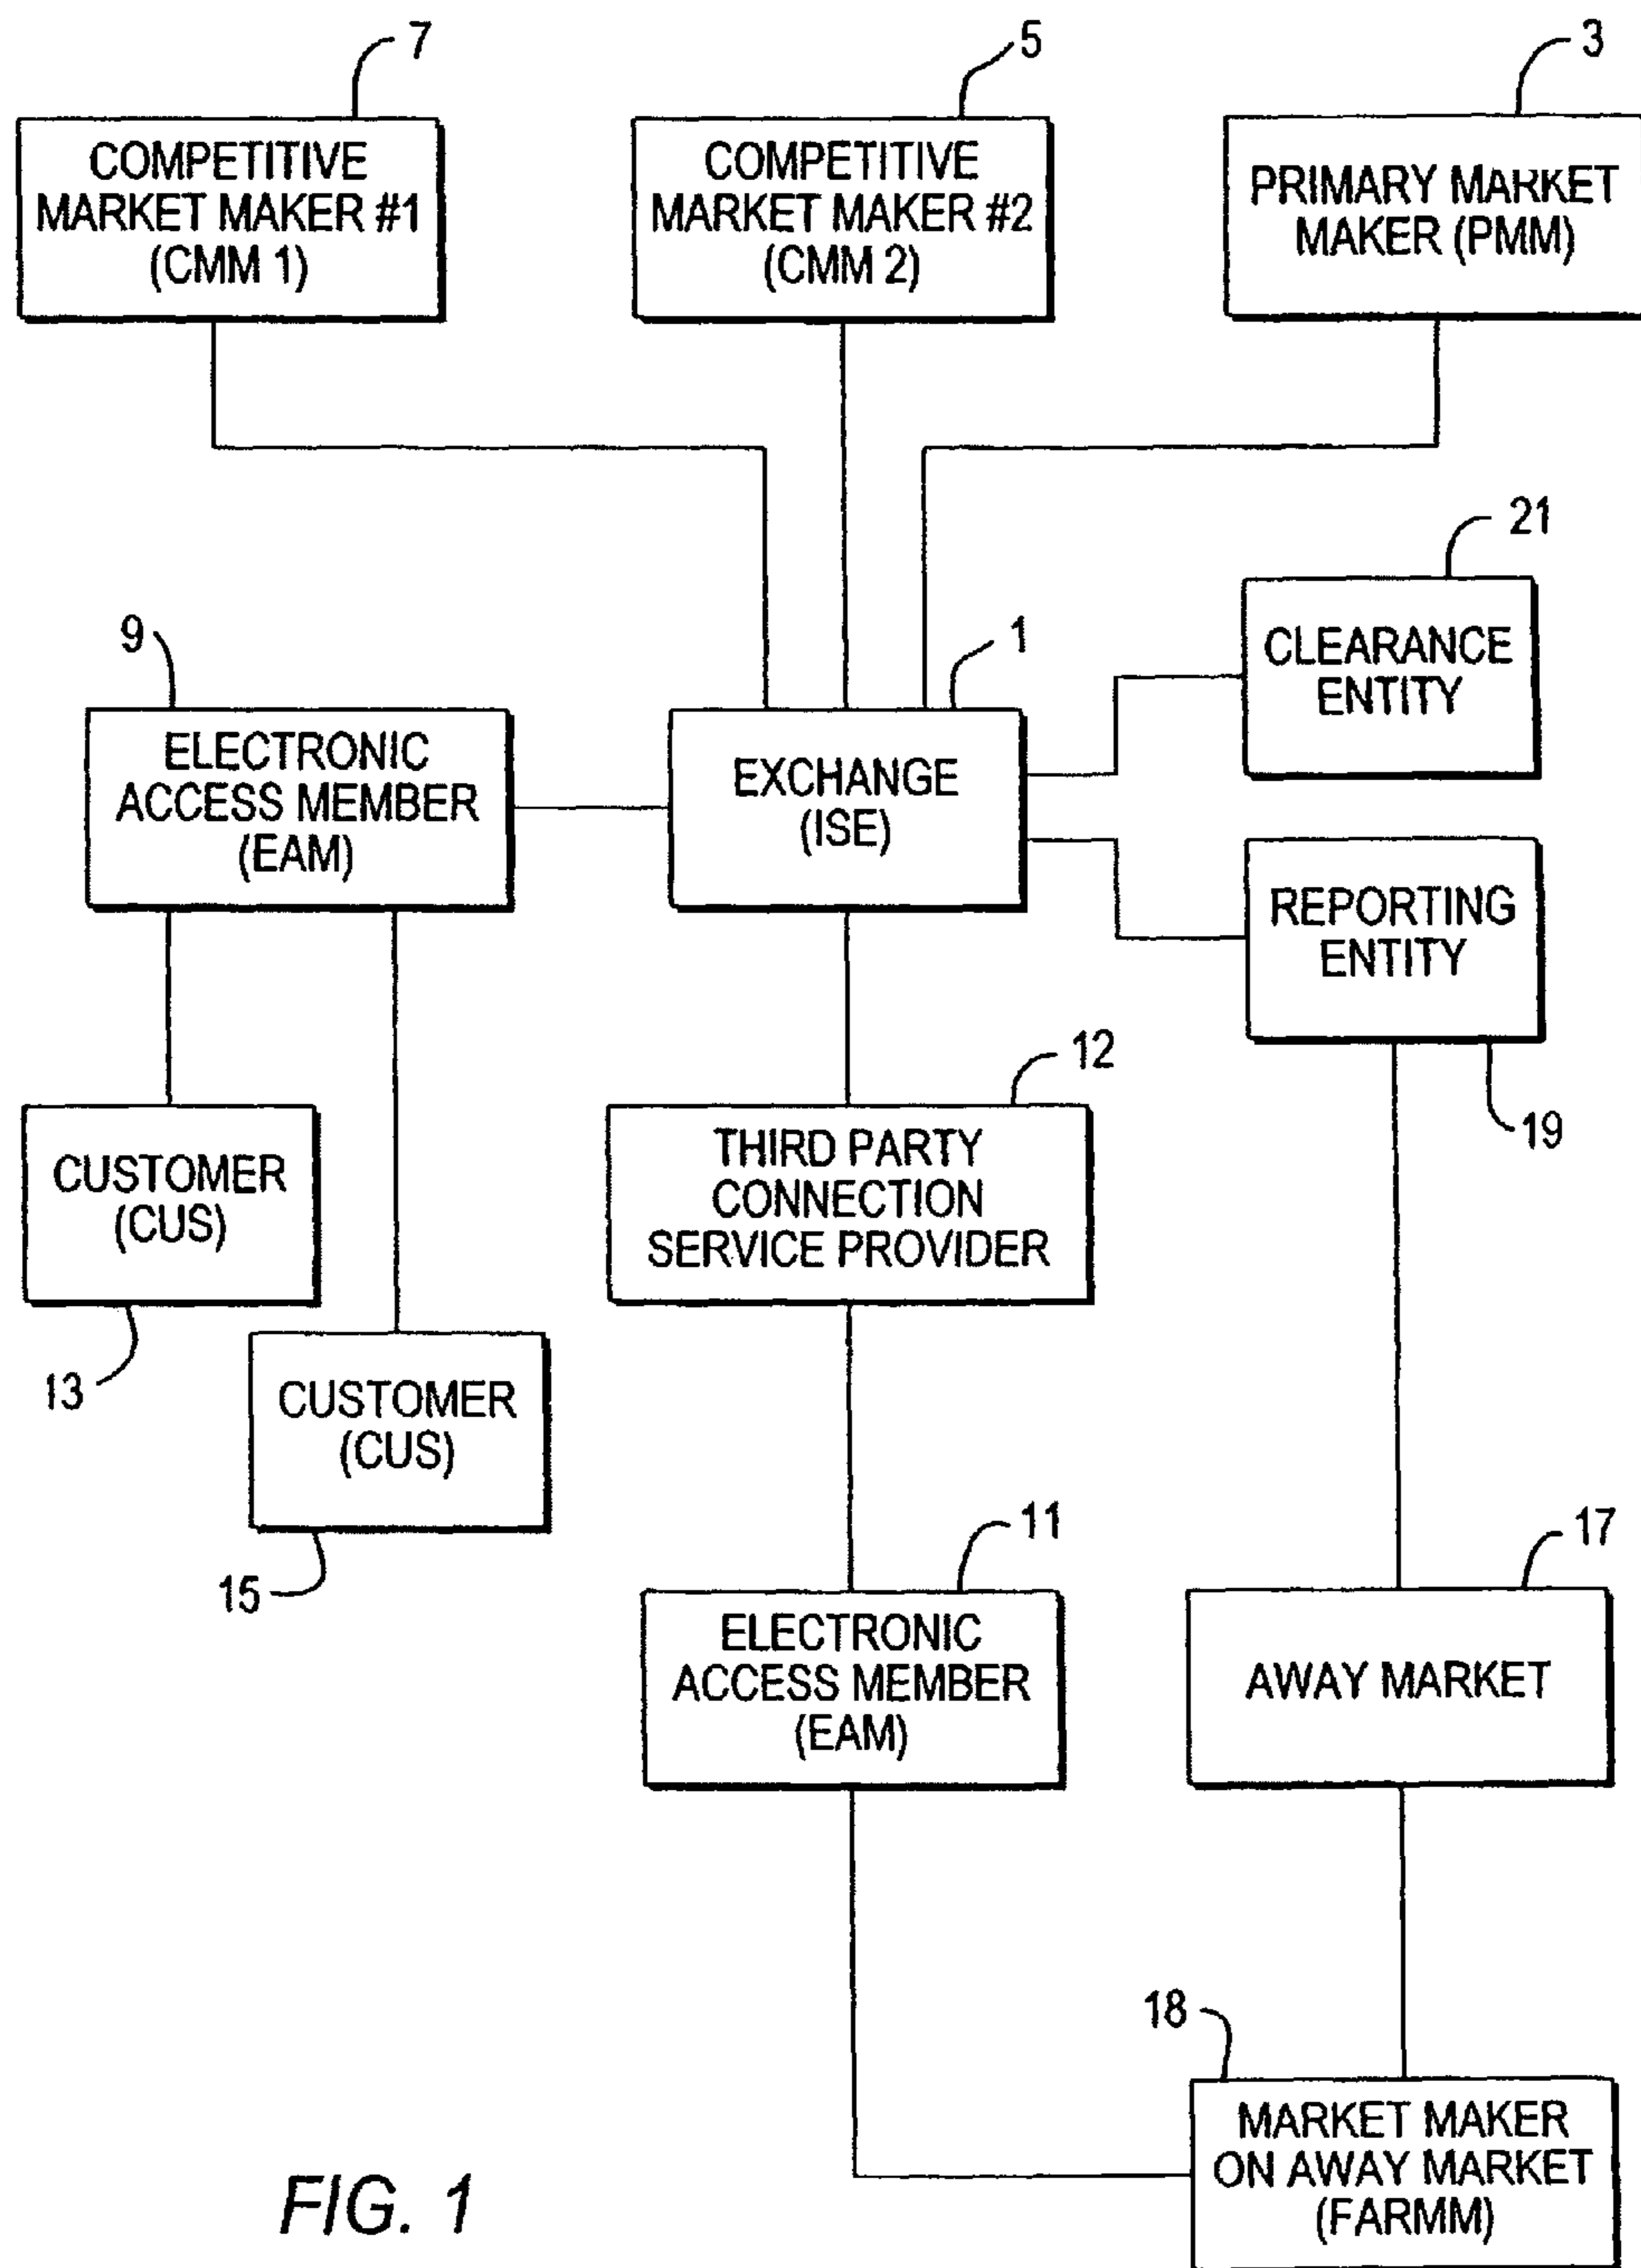 7
5
3
COMPETITIVE
MARKET MAKER #1
(CMM 1)
COMPETITIVE
MARKET MAKER #2
(CMM 2)
PRIMARY MARKET
MAKER (PMM)
21
CLEARANCE
ENTITY
9
1
ELECTRONIC
ACCESS MEMBER
(EAM)
EXCHANGE
(ISE)
REPORTING
ENTITY
19
12
THIRD PARTY
CONNECTION
SERVICE PROVIDER
CUSTOMER
(CUS)
13
CUSTOMER
(CUS)
15
11
ELECTRONIC
ACCESS MEMBER
(EAM)
17
AWAY MARKET
18
MARKET MAKER
ON AWAY MARKET
(FARMM)
FIG. 1